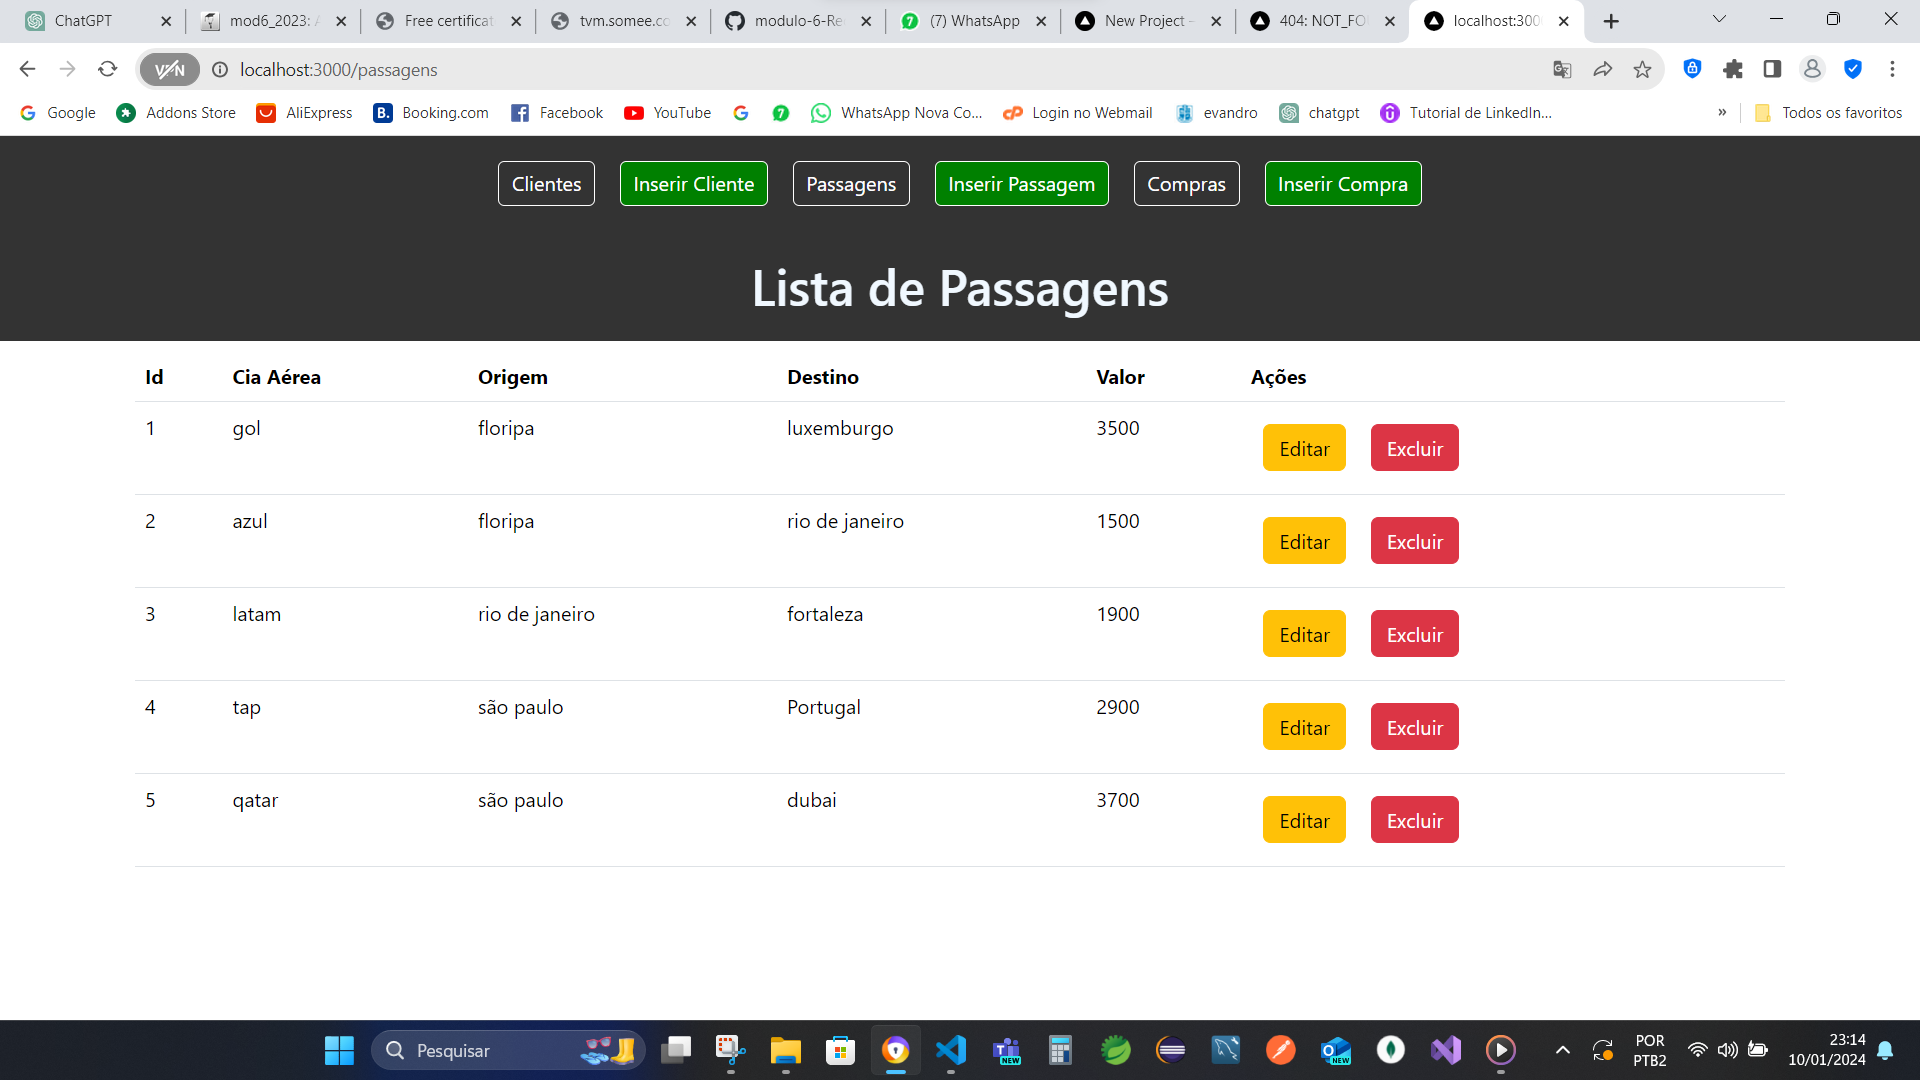 ChatGPT
mod6_2023: A
Free certificat
tvm.somee.co
modulo-6-Re
(7) WhatsApp
New Project -
404: NOT_FO
localhost:300
VPN
localhost:3000/passagens
Google
Addons Store
AliExpress
B.
Booking.com
Facebook
YouTube
7
WhatsApp Nova Co...
Login no Webmail
evandro
chatgpt
Tutorial de LinkedIn...
»
Todos os favoritos
Clientes
Inserir Cliente
Passagens
Inserir Passagem
Compras
Inserir Compra
Lista de Passagens
Id Cia Aérea Origem Destino Valor Ações
1 gol floripa luxemburgo 3500 Editar Excluir
2 azul floripa rio de janeiro 1500 Editar Excluir
3 latam rio de janeiro fortaleza 1900 Editar Excluir
4 tap são paulo Portugal 2900 Editar Excluir
5 qatar são paulo dubai 3700 Editar Excluir
Pesquisar
NEW
NEW
POR
PTB2
23:14
10/01/2024